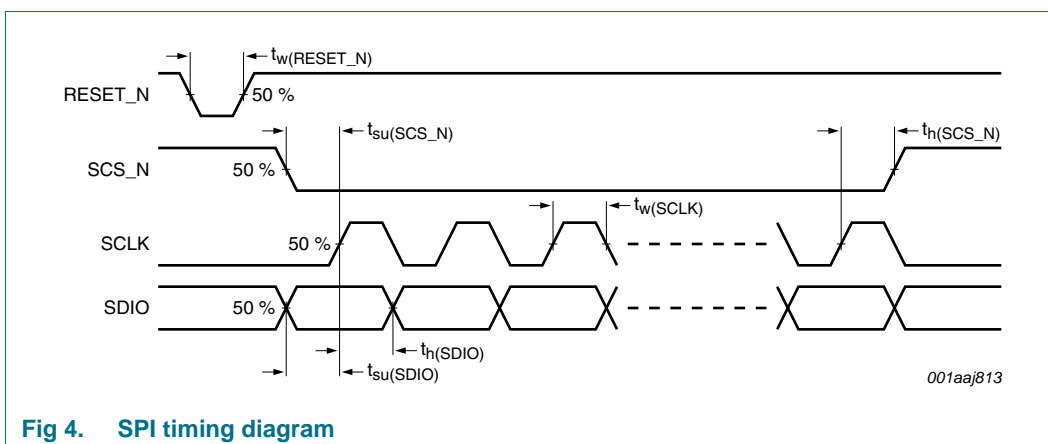 tw(RESET_N)
RESET_N
50 %
tsu(SCS_N)
th(SCS_N)
SCS_N
50 %
tw(SCLK)
SCLK
50 %
SDIO
50 %
th(SDIO)
tsu(SDIO)
001aaj813
Fig 4. SPI timing diagram